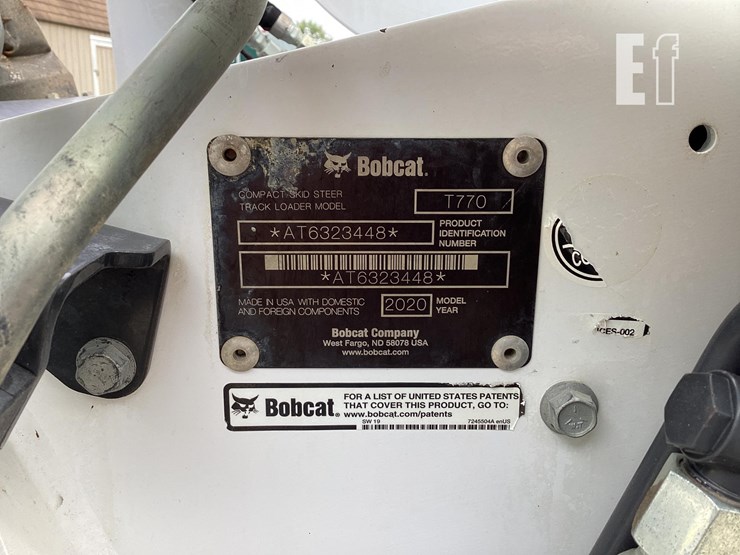 Ef
Bobcat.
COMPACT SKID STEER
TRACK LOADER MODEL
T770
*AT6323448*
PRODUCT
IDENTIFICATION
NUMBER
*AT6323448*
MADE IN USA WITH DOMESTIC
AND FOREIGN COMPONENTS
2020
MODEL
YEAR
Bobcat Company
West Fargo, ND 58078 USA
www.bobcat.com
ICES-002
Bobcat.
FOR A LIST OF UNITED STATES PATENTS
THAT COVER THIS PRODUCT, GO TO:
www.bobcat.com/patents
SW 19
7245504A enUS